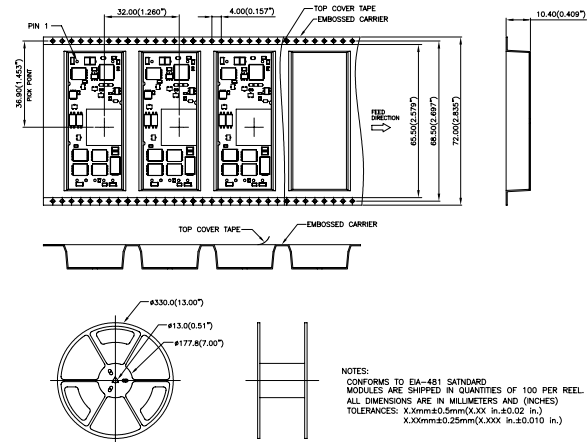 32.00(1.260")
4.00(0.157")
TOP COVER TAPE
EMBOSSED CARRIER
10.40(0.409")
PIN 1
36.90(1.453")
PICK POINT
FEED
DIRECTION
65.50(2.579")
68.50(2.697")
72.00(2.835")
TOP COVER TAPE
EMBOSSED CARRIER
ø330.0(13.00")
ø13.0(0.51")
ø177.8(7.00")
NOTES:
CONFORMS TO EIA-481 SATNDARD
MODULES ARE SHIPPED IN QUANTITIES OF 100 PER REEL.
ALL DIMENSIONS ARE IN MILLIMETERS AND (INCHES)
TOLERANCES: X.Xmm±0.5mm(X.XX in.±0.02 in.)
X.XXmm±0.25mm(X.XXX in.±0.010 in.)